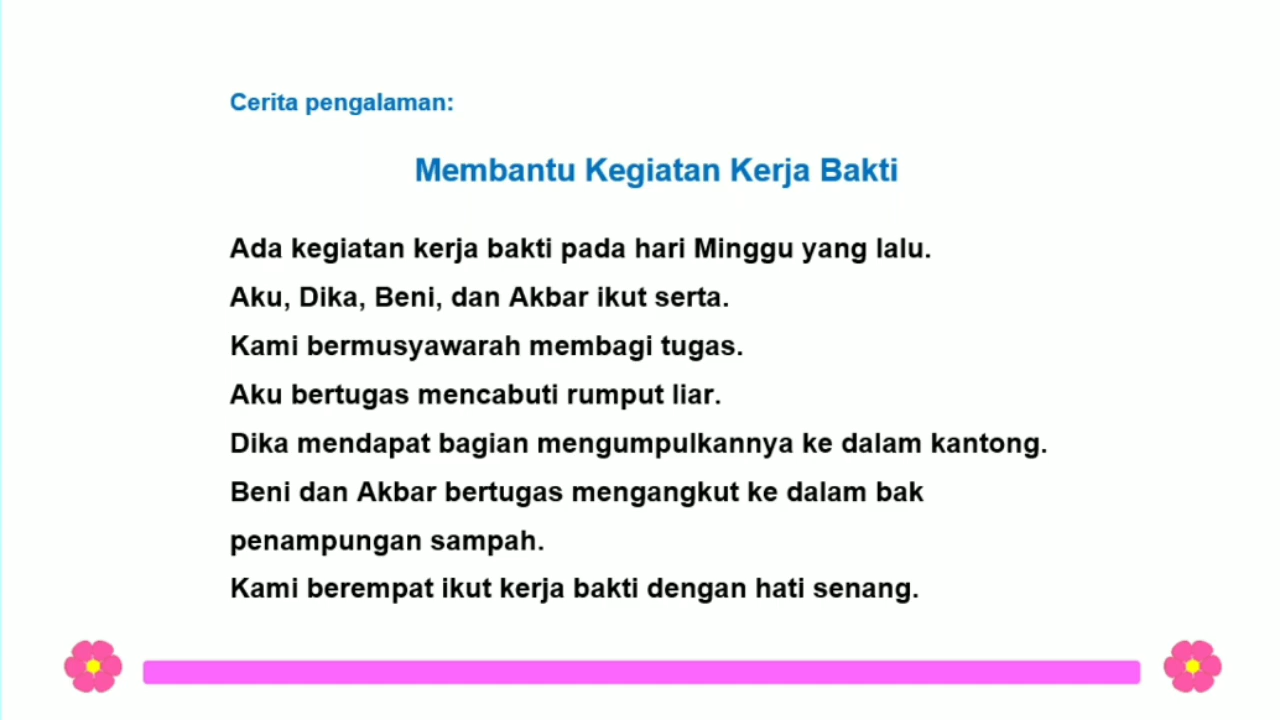 Cerita pengalaman:
Membantu Kegiatan Kerja Bakti
Ada kegiatan kerja bakti pada hari Minggu yang lalu.
Aku, Dika, Beni, dan Akbar ikut serta.
Kami bermusyawarah membagi tugas.
Aku bertugas mencabuti rumput liar.
Dika mendapat bagian mengumpulkannya ke dalam kantong.
Beni dan Akbar bertugas mengangkut ke dalam bak
penampungan sampah.
Kami berempat ikut kerja bakti dengan hati senang.